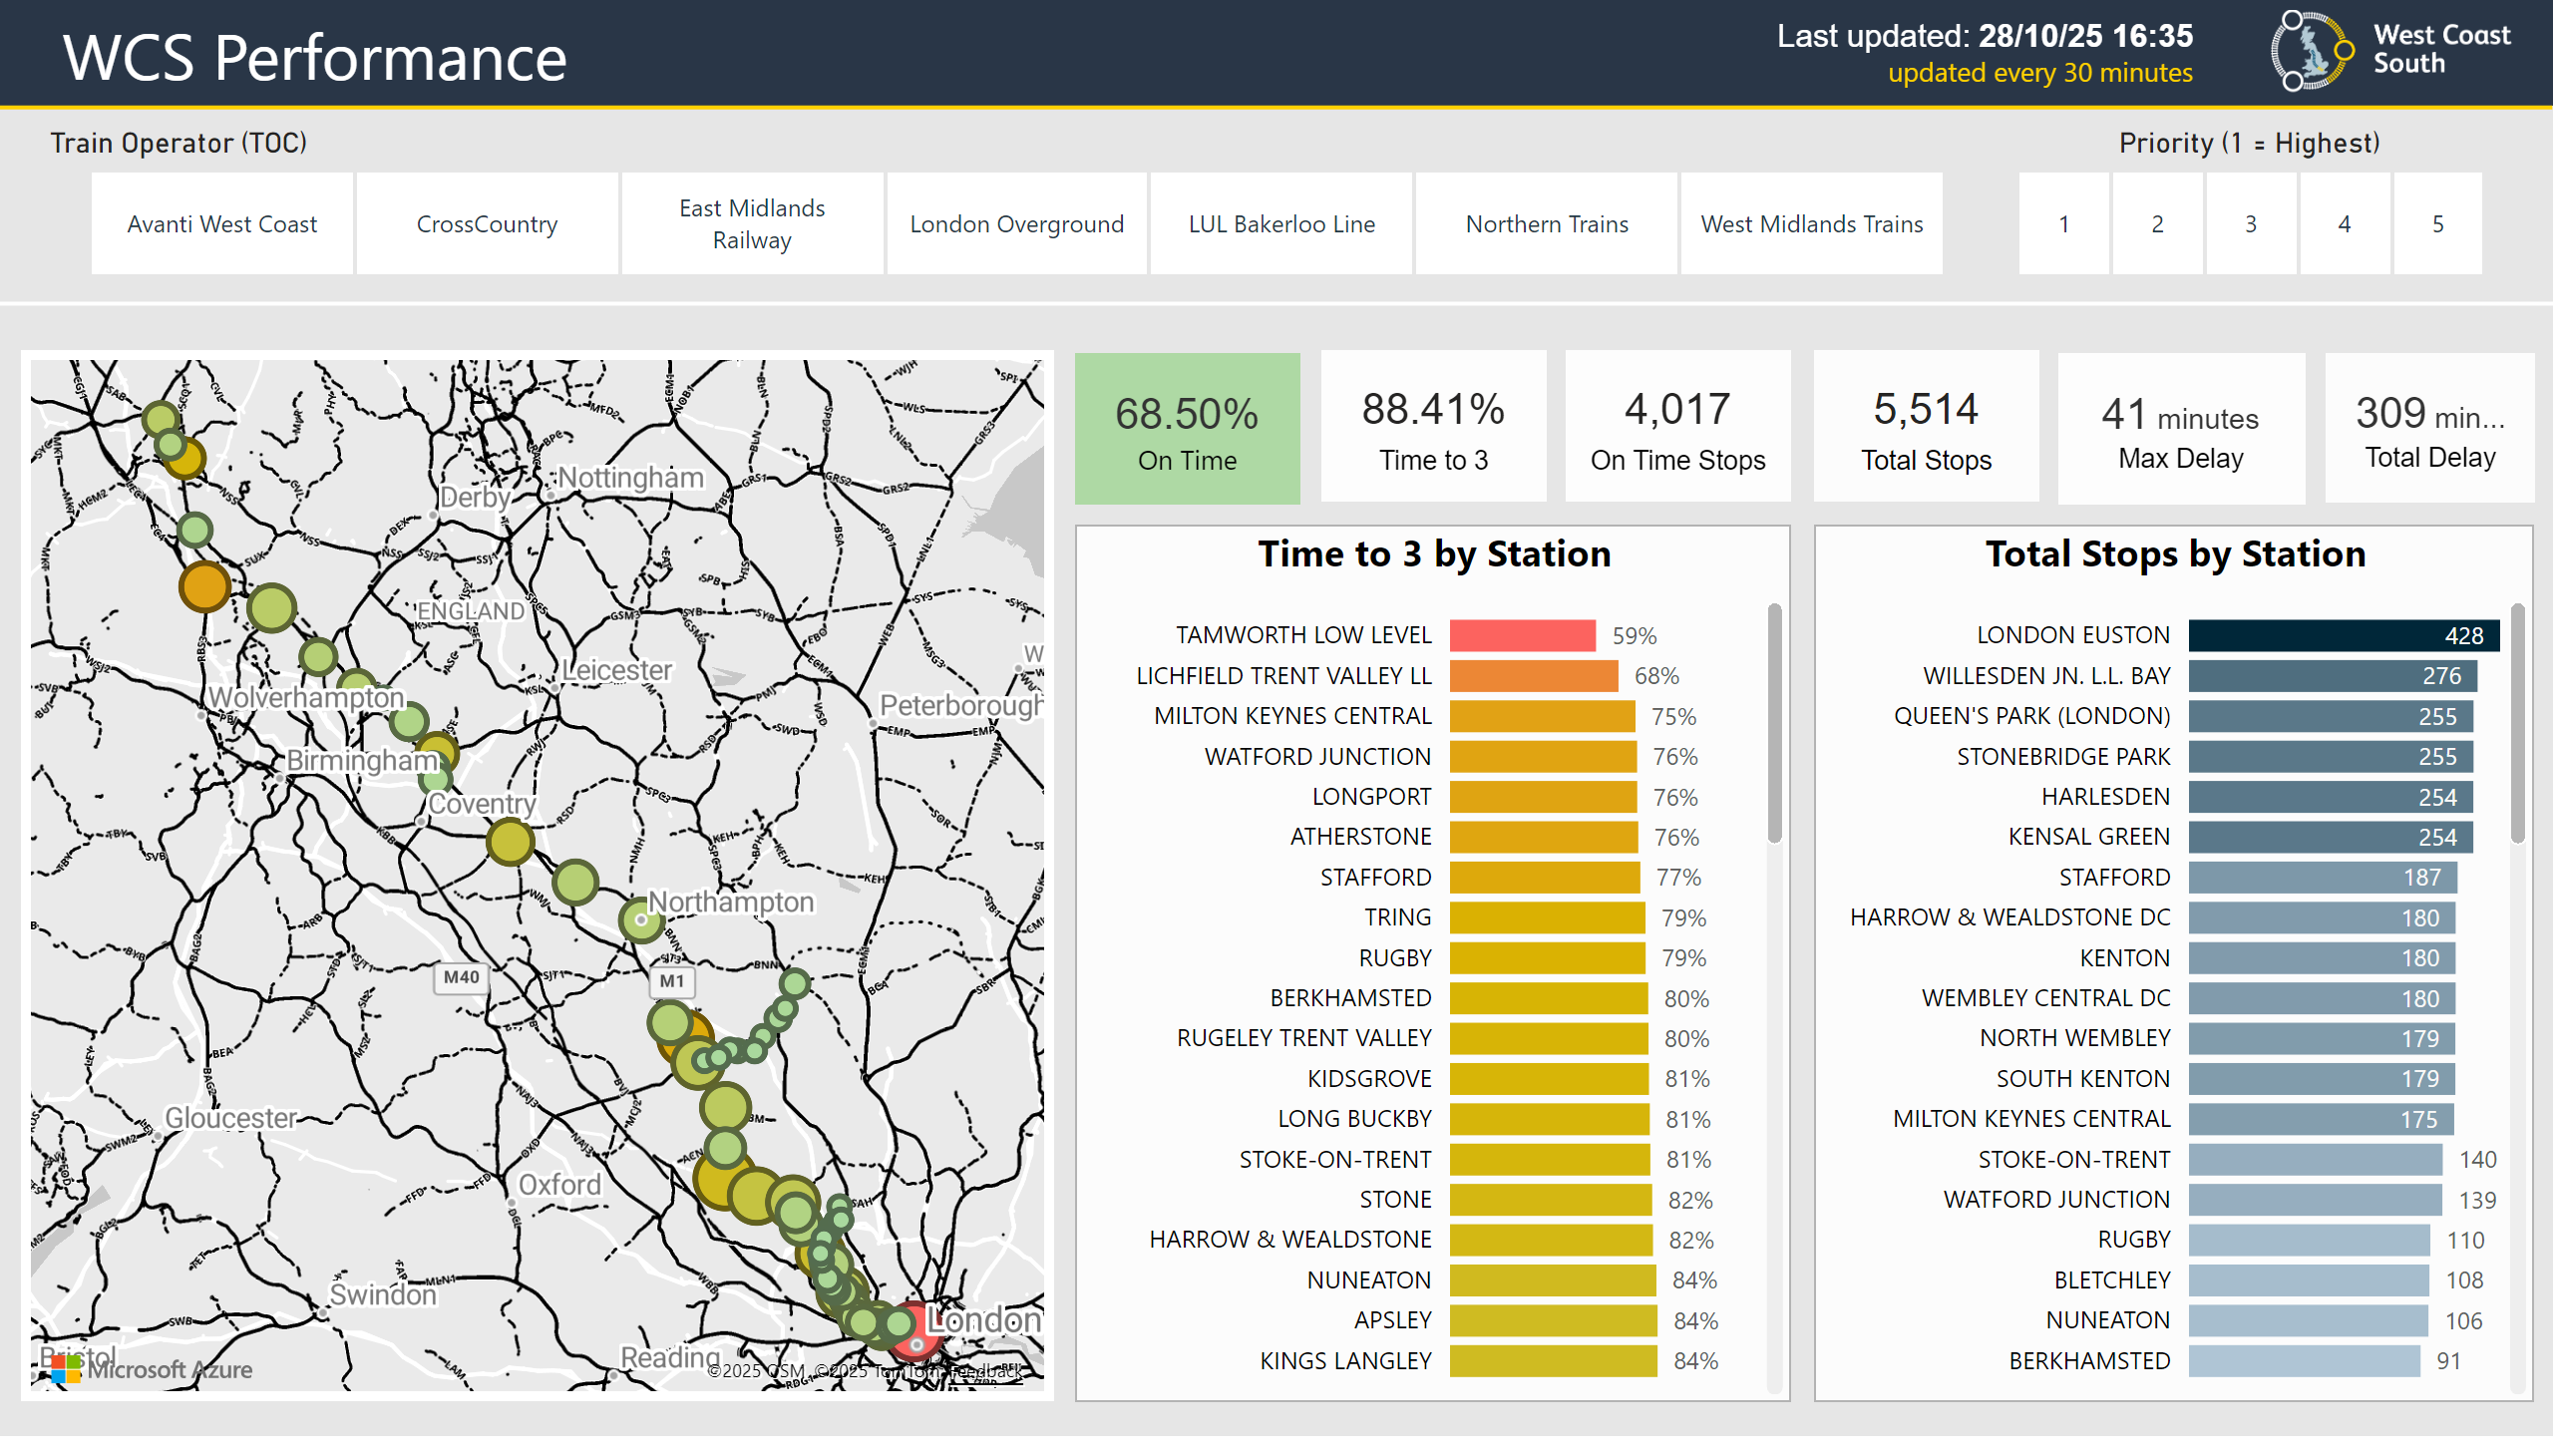 WCS Performance
Last updated: 28/10/25 16:35
updated every 30 minutes
West Coast
South
Train Operator (TOC)
Priority (1 = Highest)
Avanti West Coast
CrossCountry
East Midlands
Railway
London Overground
LUL Bakerloo Line
Northern Trains
West Midlands Trains
1
2
3
4
5
68.50%
On Time
88.41%
Time to 3
4,017
On Time Stops
5,514
Total Stops
41 minutes
Max Delay
309 min...
Total Delay
Nottingham
Derby
ENGLAND
Leicester
Wolverhampton
Peterborough
Birmingham
Coventry
Northampton
M40
M1
Gloucester
Oxford
Swindon
London
Reading
Bristol
Microsoft Azure
©2025 OSM, ©2025 TomTom Feedback
Time to 3 by Station
TAMWORTH LOW LEVEL 59%
LICHFIELD TRENT VALLEY LL 68%
MILTON KEYNES CENTRAL 75%
WATFORD JUNCTION 76%
LONGPORT 76%
ATHERSTONE 76%
STAFFORD 77%
TRING 79%
RUGBY 79%
BERKHAMSTED 80%
RUGELEY TRENT VALLEY 80%
KIDSGROVE 81%
LONG BUCKBY 81%
STOKE-ON-TRENT 81%
STONE 82%
HARROW & WEALDSTONE 82%
NUNEATON 84%
APSLEY 84%
KINGS LANGLEY 84%
Total Stops by Station
LONDON EUSTON 428
WILLESDEN JN. L.L. BAY 276
QUEEN'S PARK (LONDON) 255
STONEBRIDGE PARK 255
HARLESDEN 254
KENSAL GREEN 254
STAFFORD 187
HARROW & WEALDSTONE DC 180
KENTON 180
WEMBLEY CENTRAL DC 180
NORTH WEMBLEY 179
SOUTH KENTON 179
MILTON KEYNES CENTRAL 175
STOKE-ON-TRENT 140
WATFORD JUNCTION 139
RUGBY 110
BLETCHLEY 108
NUNEATON 106
BERKHAMSTED 91